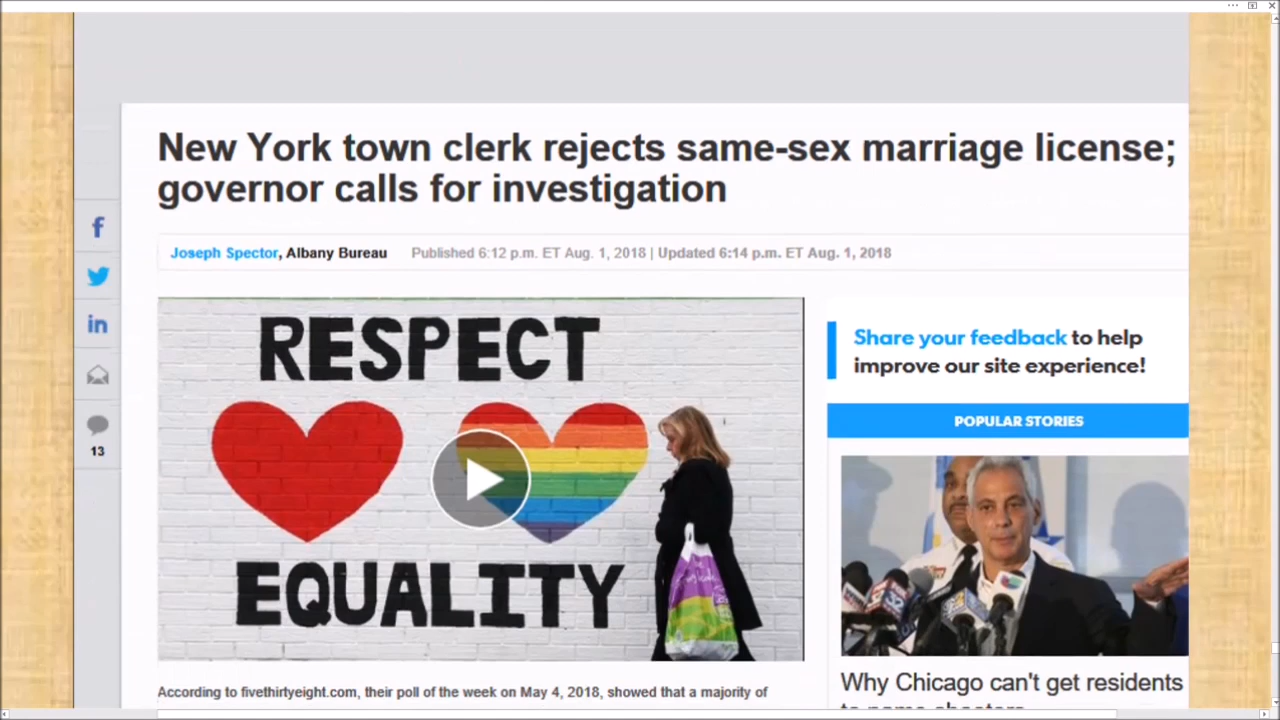 New York town clerk rejects same-sex marriage license;
governor calls for investigation
Joseph Spector, Albany Bureau Published 6:12 p.m. ET Aug. 1, 2018 | Updated 6:14 p.m. ET Aug. 1, 2018
13
RESPECT
EQUALITY
According to fivethirtyeight.com, their poll of the week on May 4, 2018, showed that a majority of
Share your feedback to help
improve our site experience!
POPULAR STORIES
Why Chicago can't get residents